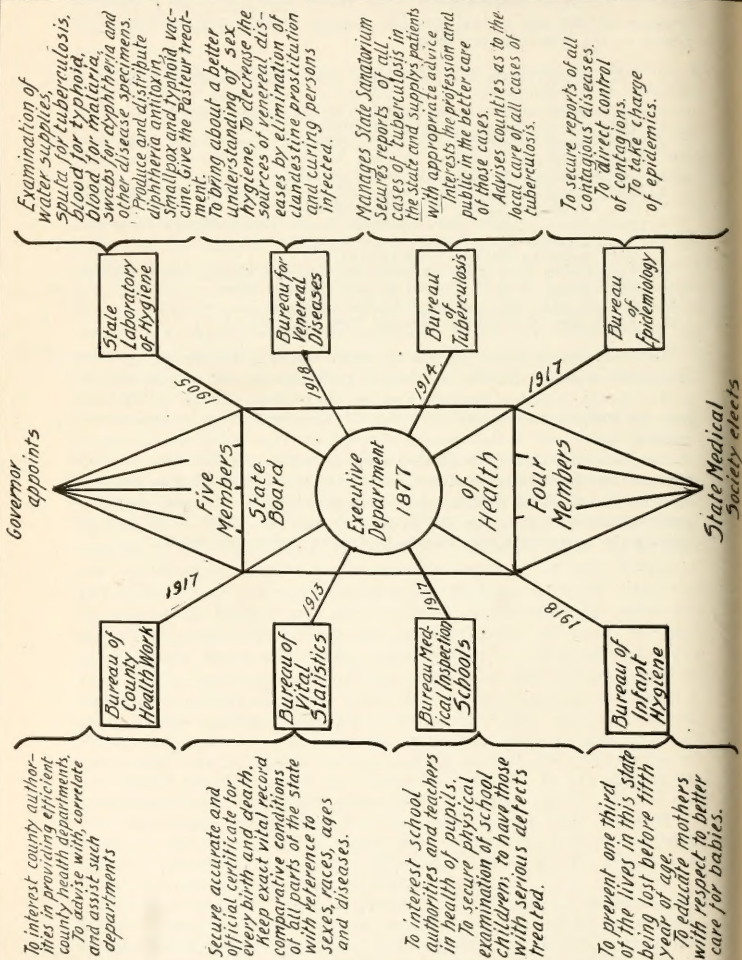 To prevent one third
of the lives in this state
being lost before fifth
year of age.
To educate mothers
with respect to better
care for babies.
To interest school
authorities and teachers
in health of pupils.
To secure physical
examination of school
children; to have those
with serious defects
treated.
Secure accurate and
official certificate for
every birth and death.
Keep exact vital record
comparative conditions
of all parts of the state
with reference to
sexes, races, ages
and diseases.
To interest county author-
ities in providing efficient
county health departments,
To advise with, correlate
and assist such
departments
Bureau of
Infant
Hygiene
Bureau Med-
ical Inspection
Schools
Bureau of
Vital
Statistics
Bureau of
County
Health Work
1918
1917
1913
1917
State Medical
Society elects
Four
Members
of
Health
Executive
Department
1877
State
Board
Five
Members
Governor
appoints
1917
1914
1918
1905
Bureau
of
Epidemiology
Bureau
of
Tuberculosis
Bureau for
Venereal
Diseases
State
Laboratory
of Hygiene
To secure reports of all
contagious diseases.
To direct control
of contagions.
To take charge
of epidemics.
Manages State Sanatorium
Secures reports of all
cases of tuberculosis in
the state and supplys patients
with appropriate advice
Interests the profession and
public in the better care
of those cases.
Advises counties as to the
local care of all cases of
tuberculosis.
To bring about a better
understanding of sex
hygiene, To decrease the
sources of venereal dis-
eases by elimination of
clandestine prostitution
and curing persons
infected.
Examination of
water supplies,
sputa for tuberculosis,
blood for typhoid,
blood for malaria,
swabs for dyphtheria and
other disease specimens.
Produce and distribute
diphtheria antitoxin,
Smallpox and typhoid vac-
cine. Give the Pasteur treat-
ment.